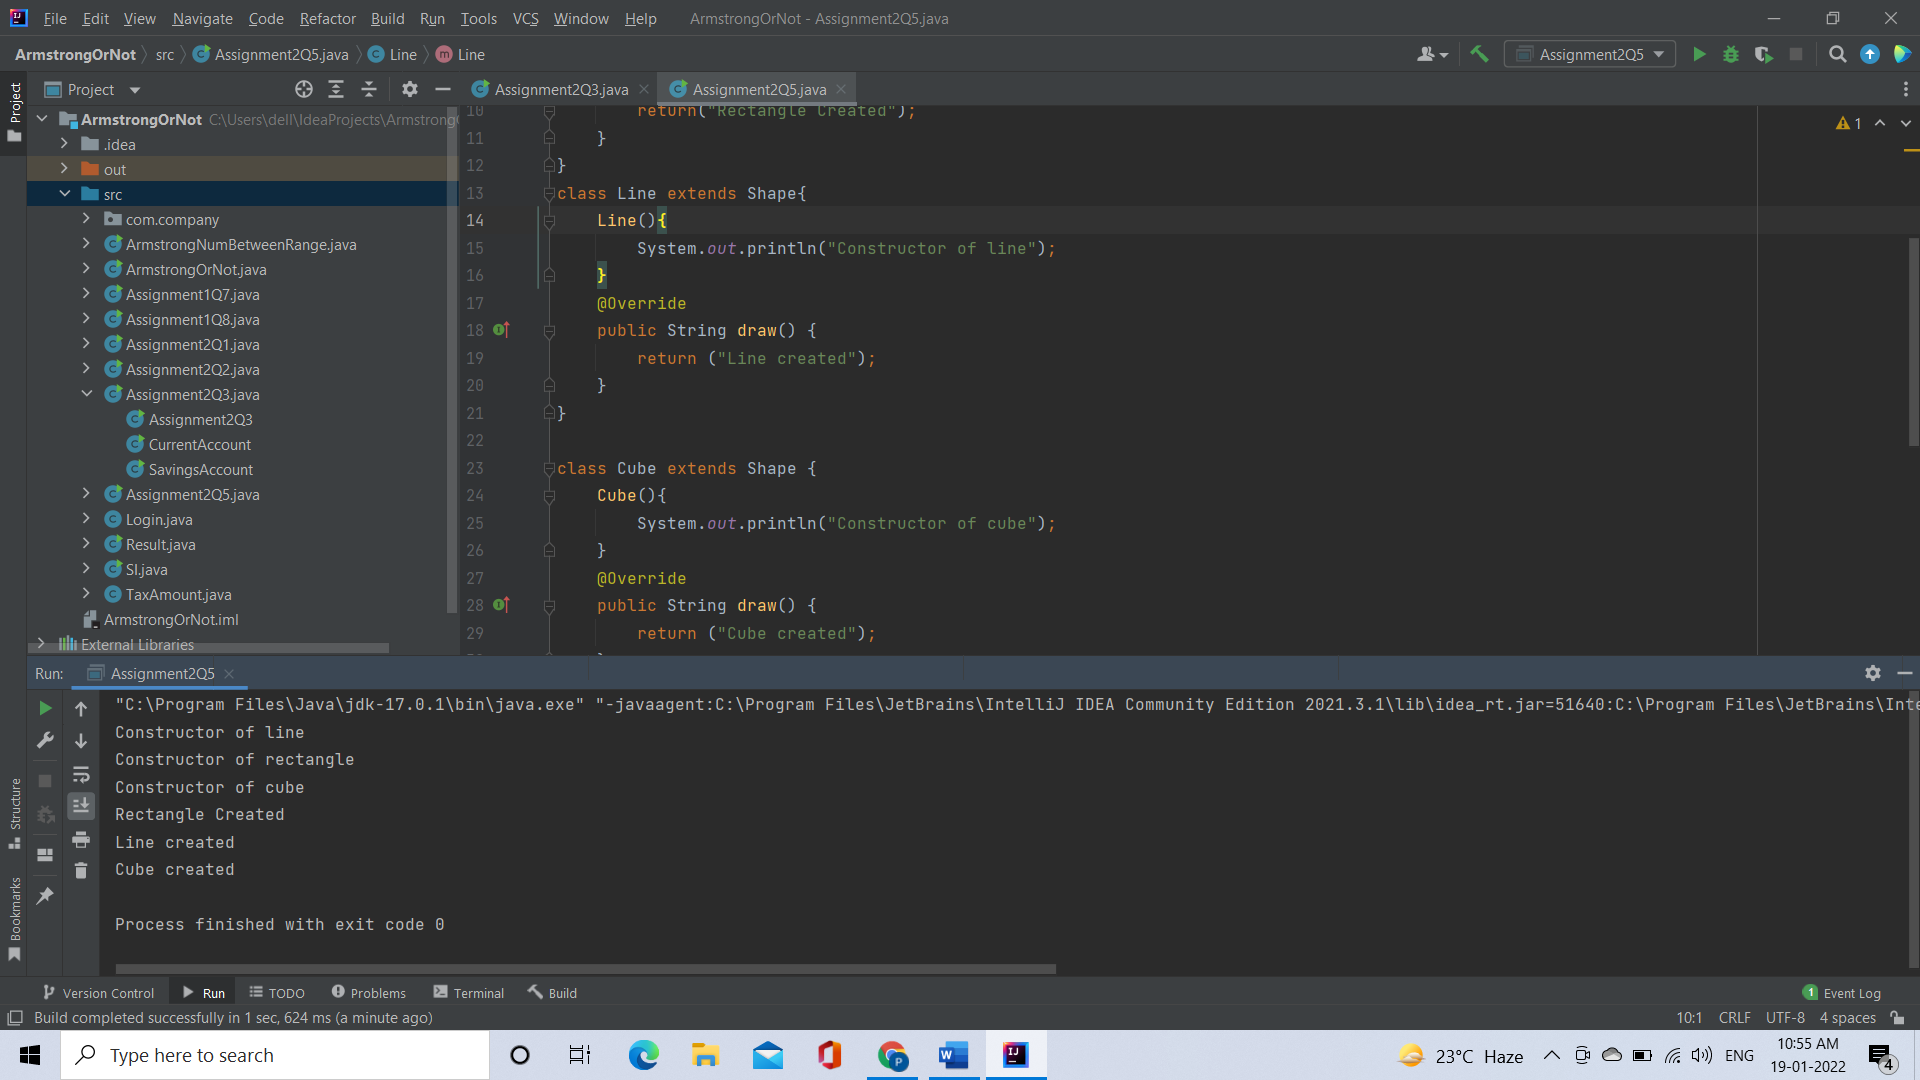 File Edit View Navigate Code Refactor Build Run Tools VCS Window Help ArmstrongOrNot - Assignment2Q5.java
ArmstrongOrNot src Assignment2Q5.java Line Line Assignment2Q5
Project
Project
Assignment2Q3.java Assignment2Q5.java
ArmstrongOrNot C:\Users\dell\IdeaProjects\Armstrong
.idea
out
src
com.company
ArmstrongNumBetweenRange.java
ArmstrongOrNot.java
Assignment1Q7.java
Assignment1Q8.java
Assignment2Q1.java
Assignment2Q2.java
Assignment2Q3.java
Assignment2Q3
CurrentAccount
SavingsAccount
Assignment2Q5.java
Login.java
Result.java
SI.java
TaxAmount.java
ArmstrongOrNot.iml
External Libraries
1
10 return("Rectangle Created");
11 }
12 }
13 class Line extends Shape{
14 Line(){
15 System.out.println("Constructor of line");
16 }
17 @Override
18 public String draw() {
19 return ("Line created");
20 }
21 }
22
23 class Cube extends Shape {
24 Cube(){
25 System.out.println("Constructor of cube");
26 }
27 @Override
28 public String draw() {
29 return ("Cube created");
Run: Assignment2Q5
"C:\Program Files\Java\jdk-17.0.1\bin\java.exe" "-javaagent:C:\Program Files\JetBrains\IntelliJ IDEA Community Edition 2021.3.1\lib\idea_rt.jar=51640:C:\Program Files\JetBrains\Inte
Constructor of line
Constructor of rectangle
Constructor of cube
Rectangle Created
Line created
Cube created
Process finished with exit code 0
Structure
Bookmarks
Version Control Run TODO Problems Terminal Build 1 Event Log
Build completed successfully in 1 sec, 624 ms (a minute ago) 10:1 CRLF UTF-8 4 spaces
Type here to search 23°C Haze ENG
10:55 AM
19-01-2022
4